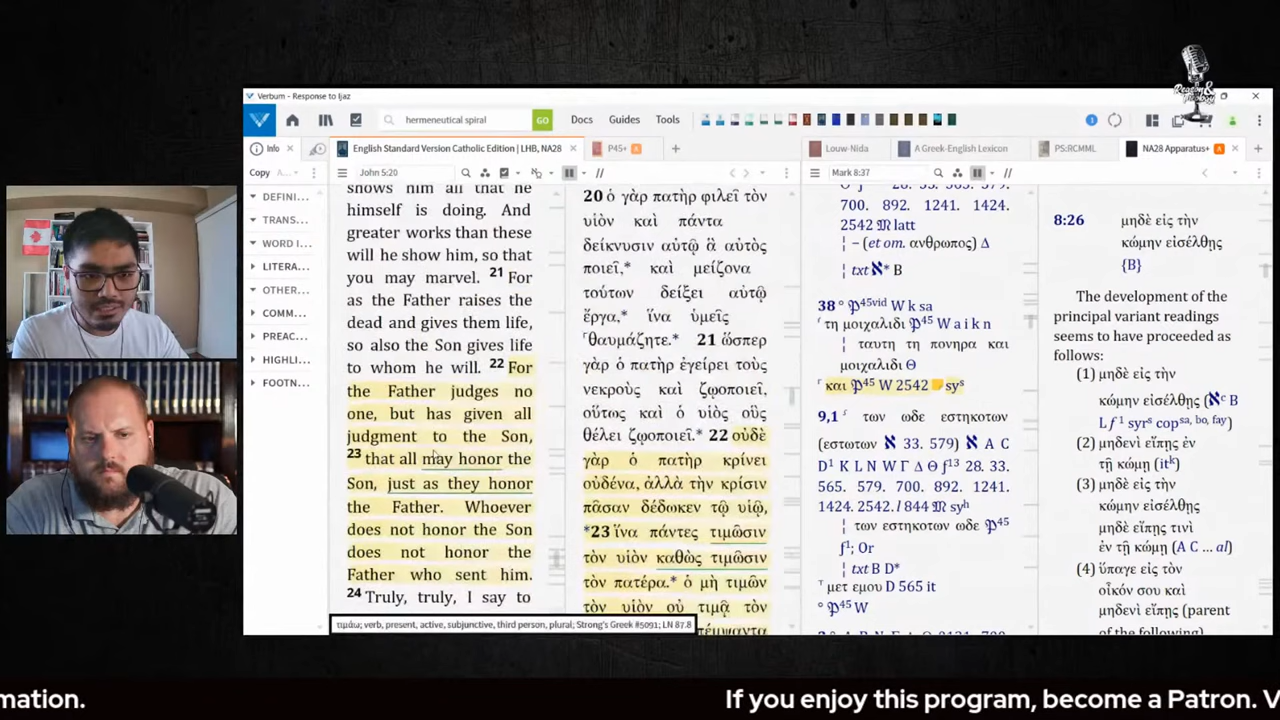 Verbum - Response to Ijaz
hermeneutical spiral
GO
Docs
Guides
Tools
Info
English Standard Version Catholic Edition | LHB, NA28
P45+
Louw-Nida
A Greek-English Lexicon
PS:RCMML
NA28 Apparatus+
Copy
John 5:20
Mark 8:37
DEFINI...
TRANS...
WORD I...
LITERA...
OTHER...
COMM...
PREAC...
HIGHLI...
FOOTN...
shows him all that he
himself is doing. And
greater works than these
will he show him, so that
you may marvel. 21 For
as the Father raises the
dead and gives them life,
so also the Son gives life
to whom he will. 22 For
the Father judges no
one, but has given all
judgment to the Son,
23 that all may honor the
Son, just as they honor
the Father. Whoever
does not honor the Son
does not honor the
Father who sent him.
24 Truly, truly, I say to
20 ὁ γὰρ πατὴρ φιλεῖ τὸν
υἱὸν καὶ πάντα
δείκνυσιν αὐτῷ ἃ αὐτὸς
ποιεῖ,* καὶ μείζονα
τούτων δείξει αὐτῷ
ἔργα,* ἵνα ὑμεῖς
⸀θαυμάζητε.* 21 ὥσπερ
γὰρ ὁ πατὴρ ἐγείρει τοὺς
νεκροὺς καὶ ζῳοποιεῖ,
οὕτως καὶ ὁ υἱὸς οὓς
θέλει ζῳοποιεῖ.* 22 οὐδὲ
γὰρ ὁ πατὴρ κρίνει
οὐδένα, ἀλλὰ τὴν κρίσιν
πᾶσαν δέδωκεν τῷ υἱῷ,
*23 ἵνα πάντες τιμῶσιν
τὸν υἱὸν καθὼς τιμῶσιν
τὸν πατέρα.* ὁ μὴ τιμῶν
τὸν υἱὸν οὐ τιμᾷ τὸν
τιμάω; verb, present, active, subjunctive, third person, plural; Strong's Greek #5091; LN 87.8
700. 892. 1241. 1424.
2542 𝔐 latt
¦ – (et om. ανθρωπος) Δ
¦ txt ℵ* B
38 ° 𝔓45vid W k sa
⸂ τη μοιχαλιδι 𝔓45 W a i k n
¦ ταυτη τη πονηρα και
μοιχαλιδι Θ
⸀ και 𝔓45 W 2542 sys
9,1 ⸂ των ωδε εστηκοτων
(εστωτων ℵ 33. 579) ℵ A C
D1 K L N W Γ Δ Θ f13 28. 33.
565. 579. 700. 892. 1241.
1424. 2542. l 844 𝔐 syh
¦ των εστηκοτων ωδε 𝔓45
f1; Or
¦ txt B D*
⸆ μετ εμου D 565 it
° 𝔓45 W
8:26 μηδὲ εἰς τὴν
κώμην εἰσέλθῃς
{B}
The development of the
principal variant readings
seems to have proceeded as
follows:
(1) μηδὲ εἰς τὴν
κώμην εἰσέλθῃς (ℵc B
L f1 syrs copsa, bo, fay)
(2) μηδενὶ εἴπῃς ἐν
τῇ κώμῃ (itk)
(3) μηδὲ εἰς τὴν
κώμην εἰσέλθῃς
μηδὲ εἴπῃς τινὶ
ἐν τῇ κώμῃ (A C … al)
(4) ὕπαγε εἰς τὸν
οἶκόν σου καὶ
μηδενὶ εἴπῃς (parent
of the following)
mation.
If you enjoy this program, become a Patron. V